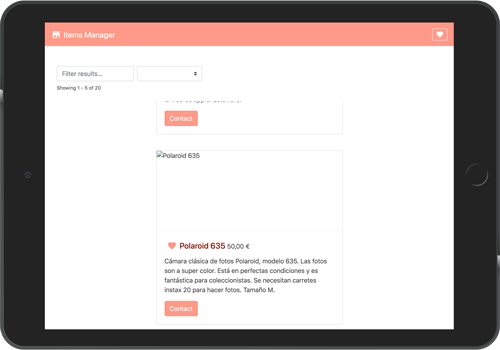 Items Manager
Filter results...
Showing 1 - 5 of 20
Contact
Polaroid 635
Polaroid 635 50,00 €
Cámara clásica de fotos Polaroid, modelo 635. Las fotos
son a super color. Está en perfectas condiciones y es
fantástica para coleccionistas. Se necesitan carretes
instax 20 para hacer fotos. Tamaño M.
Contact